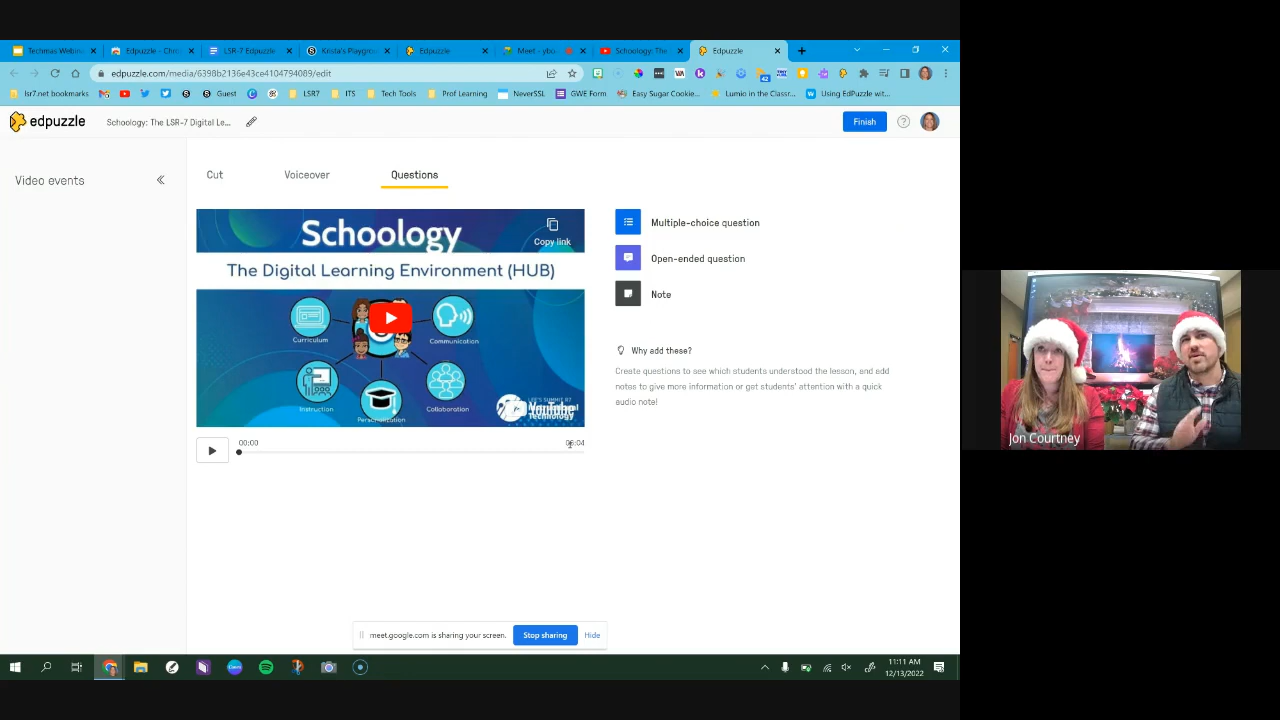 Techmas Webin
Edpuzzle - Chr
LSR-7 Edpuzzle
Krista's Playgrou
Edpuzzle
Meet - ybo
Schoology: The
Edpuzzle
edpuzzle.com/media/6398b2136e43ce4104794089/edit
lsr7.net bookmarks
Guest
LSR7
ITS
Tech Tools
Prof Learning
NeverSSL
GWE Form
Easy Sugar Cookie...
Lumio in the Classr...
Using EdPuzzle wit...
edpuzzle
Schoology: The LSR-7 Digital Le...
Finish
Video events
Cut
Voiceover
Questions
Schoology
Copy link
The Digital Learning Environment (HUB)
Curriculum
Communication
Instruction
Personalization
Collaboration
YouTube
Technology
00:00
06:04
Multiple-choice question
Open-ended question
Note
Why add these?
Create questions to see which students understood the lesson, and add
notes to give more information or get students' attention with a quick
audio note!
Jon Courtney
meet.google.com is sharing your screen.
Stop sharing
Hide
11:11 AM
12/13/2022